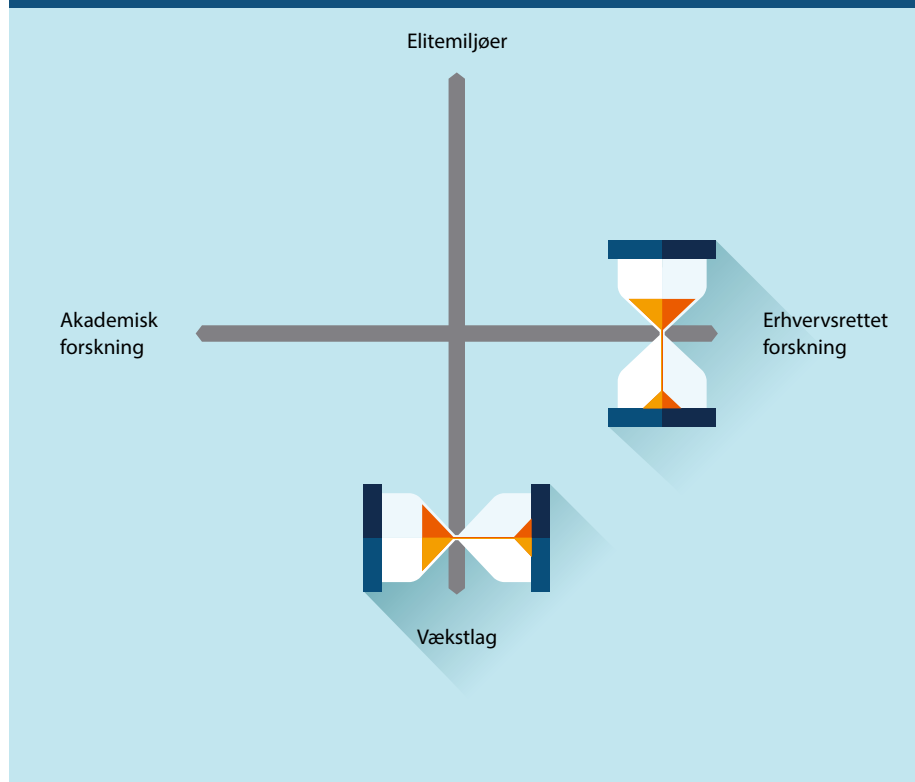 Elitemiljøer
Akademisk
forskning
Erhvervsrettet
forskning
Vækstlag